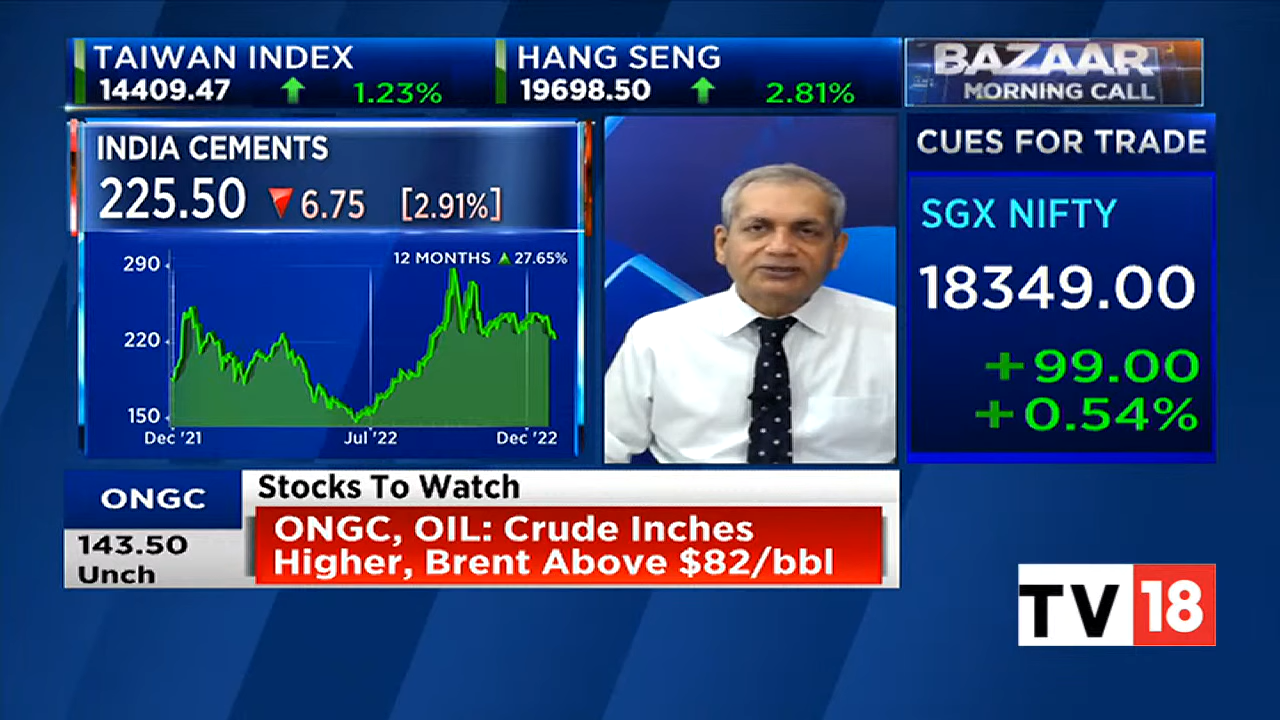 TAIWAN INDEX
14409.47 1.23%
HANG SENG
19698.50 2.81%
BAZAAR
MORNING CALL
INDIA CEMENTS
225.50 6.75 [2.91%]
12 MONTHS 27.65%
290
220
150
Dec '21 Jul '22 Dec '22
CUES FOR TRADE
SGX NIFTY
18349.00
+99.00
+0.54%
ONGC
143.50
Unch
Stocks To Watch
ONGC, OIL: Crude Inches
Higher, Brent Above $82/bbl
TV18